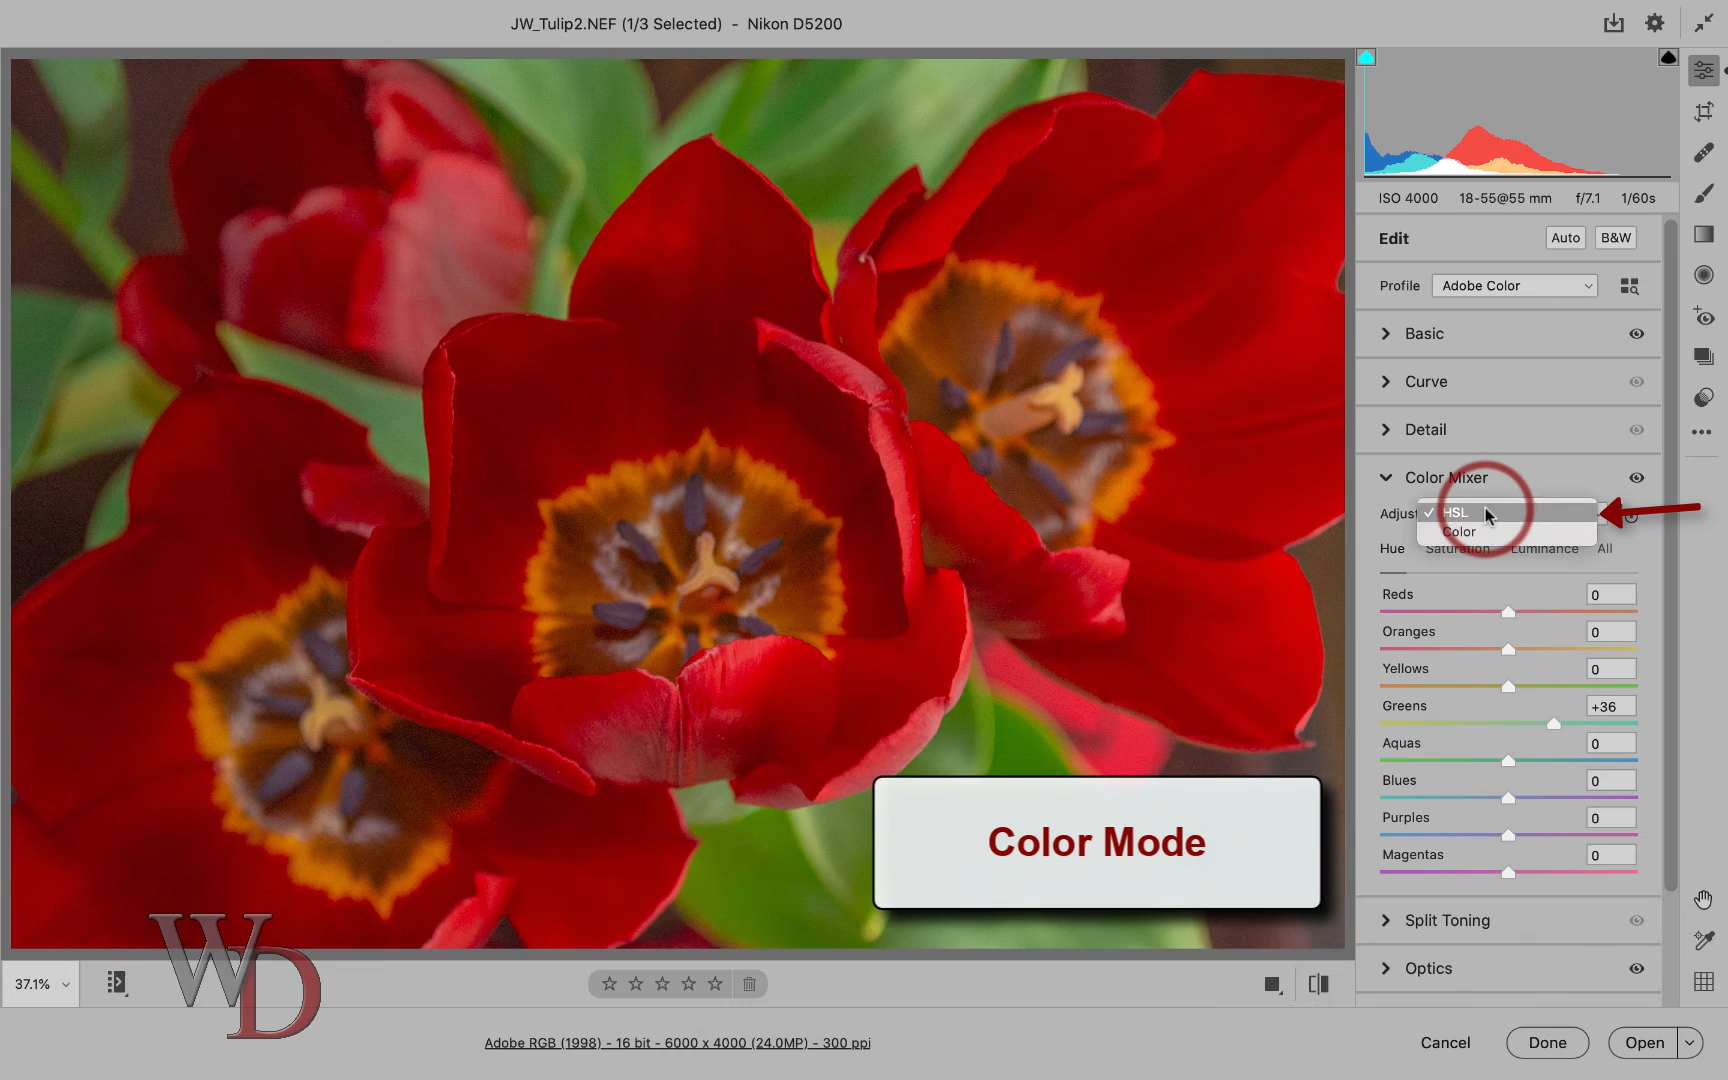 JW_Tulip2.NEF (1/3 Selected) - Nikon D5200
ISO 4000 18-55@55 mm f/7.1 1/60s
Edit Auto B&W
Profile Adobe Color
Basic
Curve
Detail
Color Mixer
Adjust ✓ HSL
Color
Hue Saturation Luminance All
Reds 0
Oranges 0
Yellows 0
Greens +36
Aquas 0
Blues 0
Purples 0
Magentas 0
Color Mode
Split Toning
Optics
WD
37.1%
Adobe RGB (1998) - 16 bit - 6000 x 4000 (24.0MP) - 300 ppi
Cancel Done Open